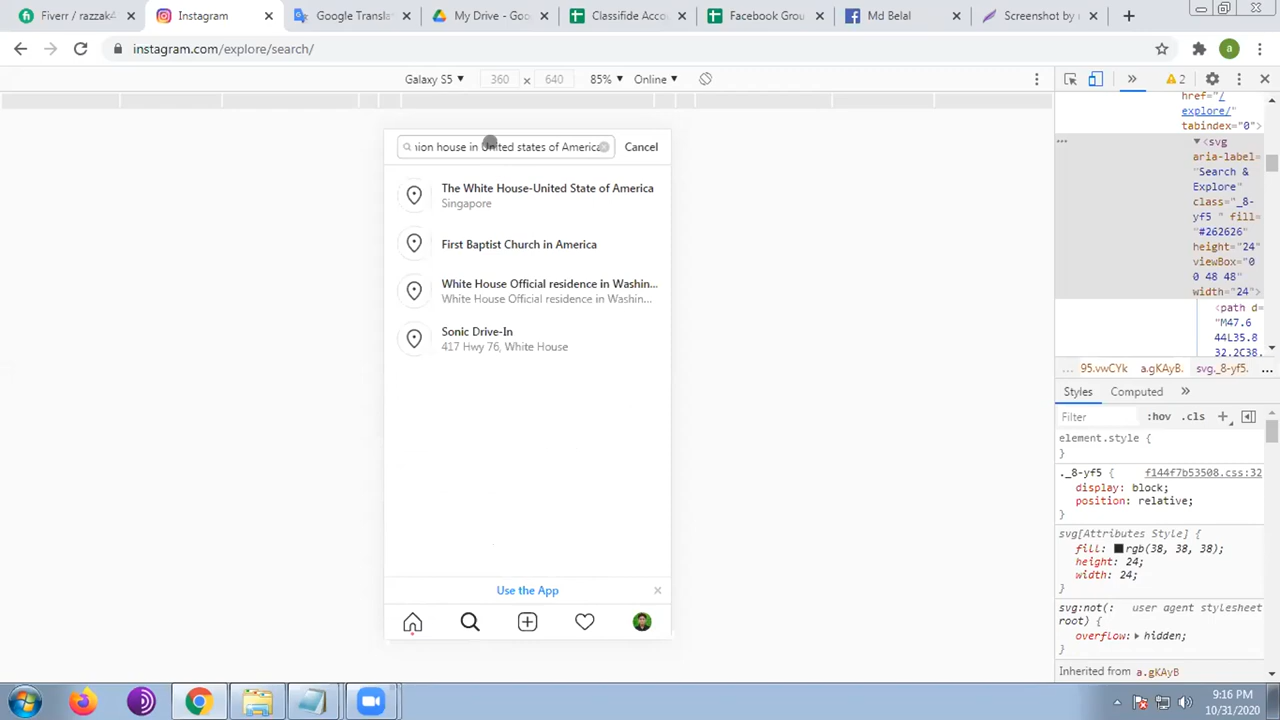 Fiverr / razzak4
Instagram
Google Transla
My Drive - Goo
Classifide Acco
Facebook Grou
Md Belal
Screenshot by
instagram.com/explore/search/
a
Galaxy S5 ▾ 360 × 640 85% ▾ Online ▾
2
ion house in United states of America
Cancel
The White House-United State of America
Singapore
First Baptist Church in America
White House Official residence in Washin...
White House Official residence in Washin...
Sonic Drive-In
417 Hwy 76, White House
Use the App
href="/
explore/"
tabindex="0">
▼<svg
aria-label=
"Search &
Explore"
class="_8-
yf5 " fill=
"#262626"
height="24"
viewBox="0
0 48 48"
width="24">
<path d=
"M47.6
44L35.8
32.2C38.
... 95.vwCYk a.gKAyB. svg._8-yf5. ...
Styles Computed »
Filter :hov .cls +
element.style {
}
._8-yf5 { f144f7b53508.css:32
display: block;
position: relative;
}
svg[Attributes Style] {
fill: rgb(38, 38, 38);
height: 24;
width: 24;
}
svg:not(: user agent stylesheet
root) {
overflow: ▶ hidden;
}
Inherited from a.gKAyB
9:16 PM
10/31/2020